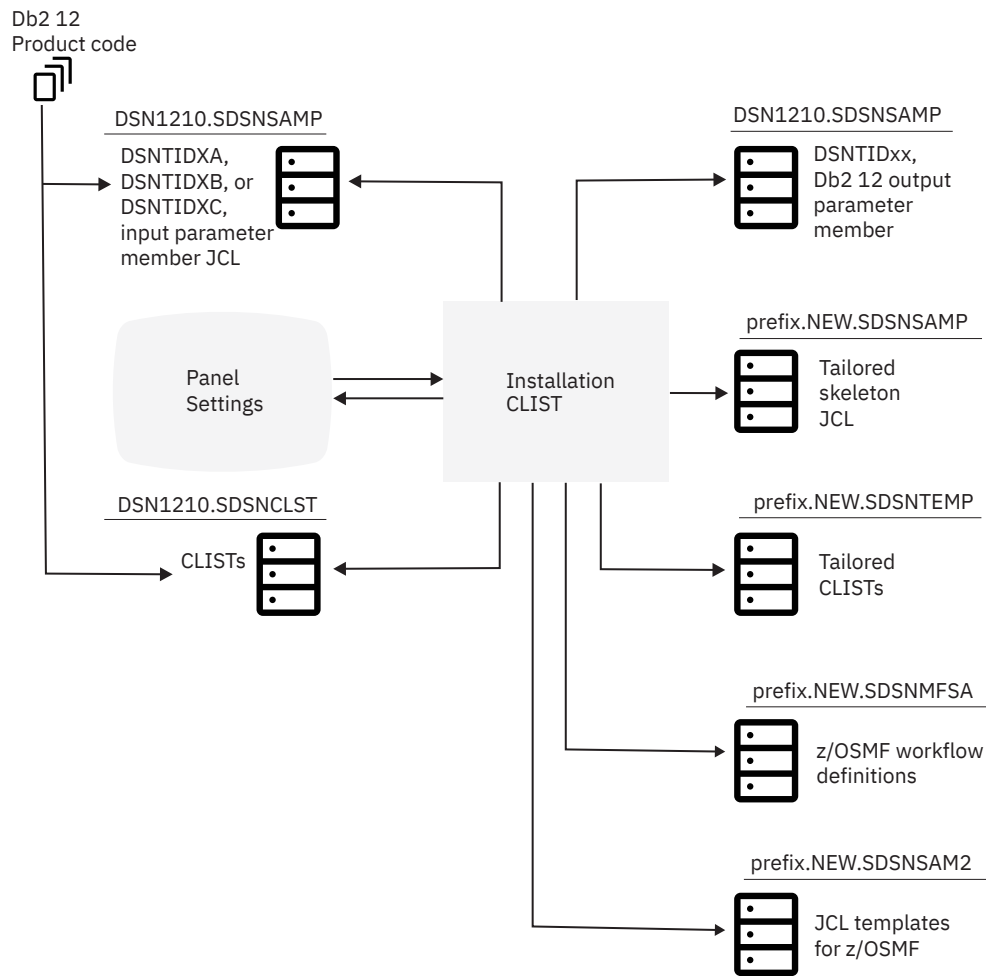 Db2 12
Product code
DSN1210.SDSNSAMP
DSNTIDXA,
DSNTIDXB, or
DSNTIDXC,
input parameter
member JCL
DSN1210.SDSNSAMP
DSNTIDxx,
Db2 12 output
parameter
member
Panel
Settings
Installation
CLIST
prefix.NEW.SDSNSAMP
Tailored
skeleton
JCL
DSN1210.SDSNCLST
CLISTs
prefix.NEW.SDSNTEMP
Tailored
CLISTs
prefix.NEW.SDSNMFSA
z/OSMF workflow
definitions
prefix.NEW.SDSNSAM2
JCL templates
for z/OSMF